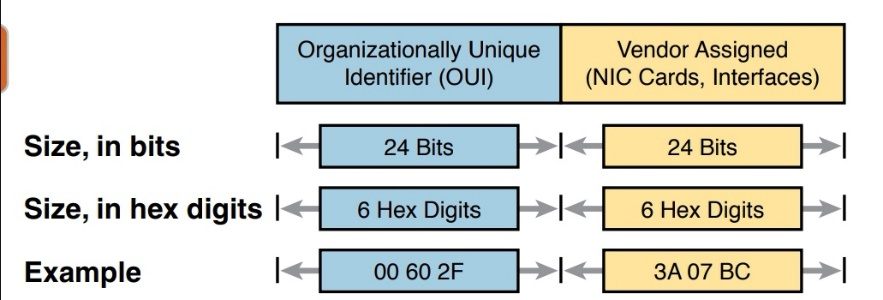 Organizationally Unique
Identifier (OUI)
Vendor Assigned
(NIC Cards, Interfaces)
Size, in bits
24 Bits
24 Bits
Size, in hex digits
6 Hex Digits
6 Hex Digits
Example
00 60 2F
3A 07 BC